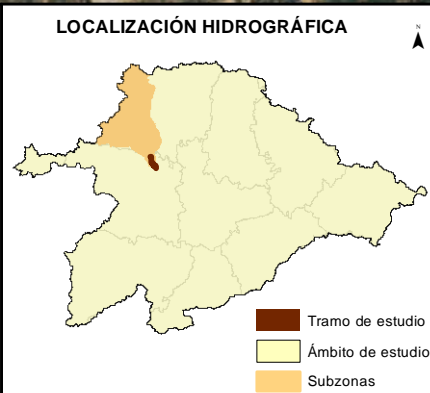 LOCALIZACIÓN HIDROGRÁFICA
N
Tramo de estudio
Ámbito de estudio
Subzonas